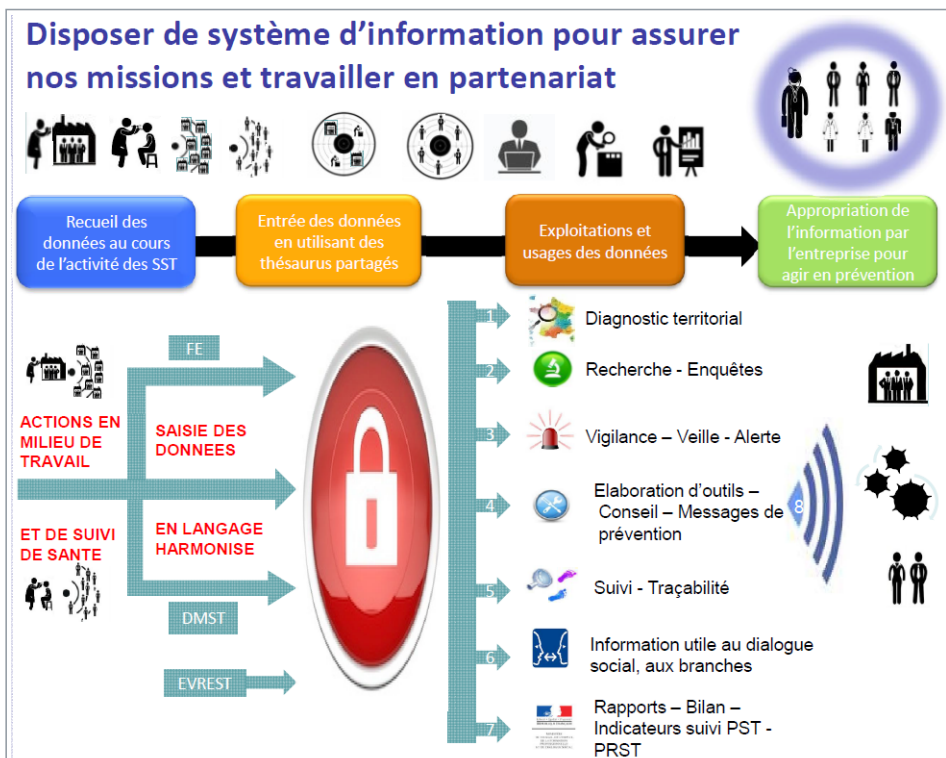 Disposer de système d'information pour assurer
nos missions et travailler en partenariat
Recueil des
données au cours
de l'activité des SST
Entrée des données
en utilisant des
thésaurus partagés
Exploitations et
usages des données
Appropriation de
l'information par
l'entreprise pour
agir en prévention
FE
ACTIONS EN
MILIEU DE
TRAVAIL
SAISIE DES
DONNEES
ET DE SUIVI
DE SANTE
EN LANGAGE
HARMONISE
DMST
EVREST
1
Diagnostic territorial
2
Recherche - Enquêtes
3
Vigilance – Veille - Alerte
4
Elaboration d'outils –
Conseil – Messages de
prévention
5
Suivi - Traçabilité
6
Information utile au dialogue
social, aux branches
7
Rapports – Bilan –
Indicateurs suivi PST -
PRST
8